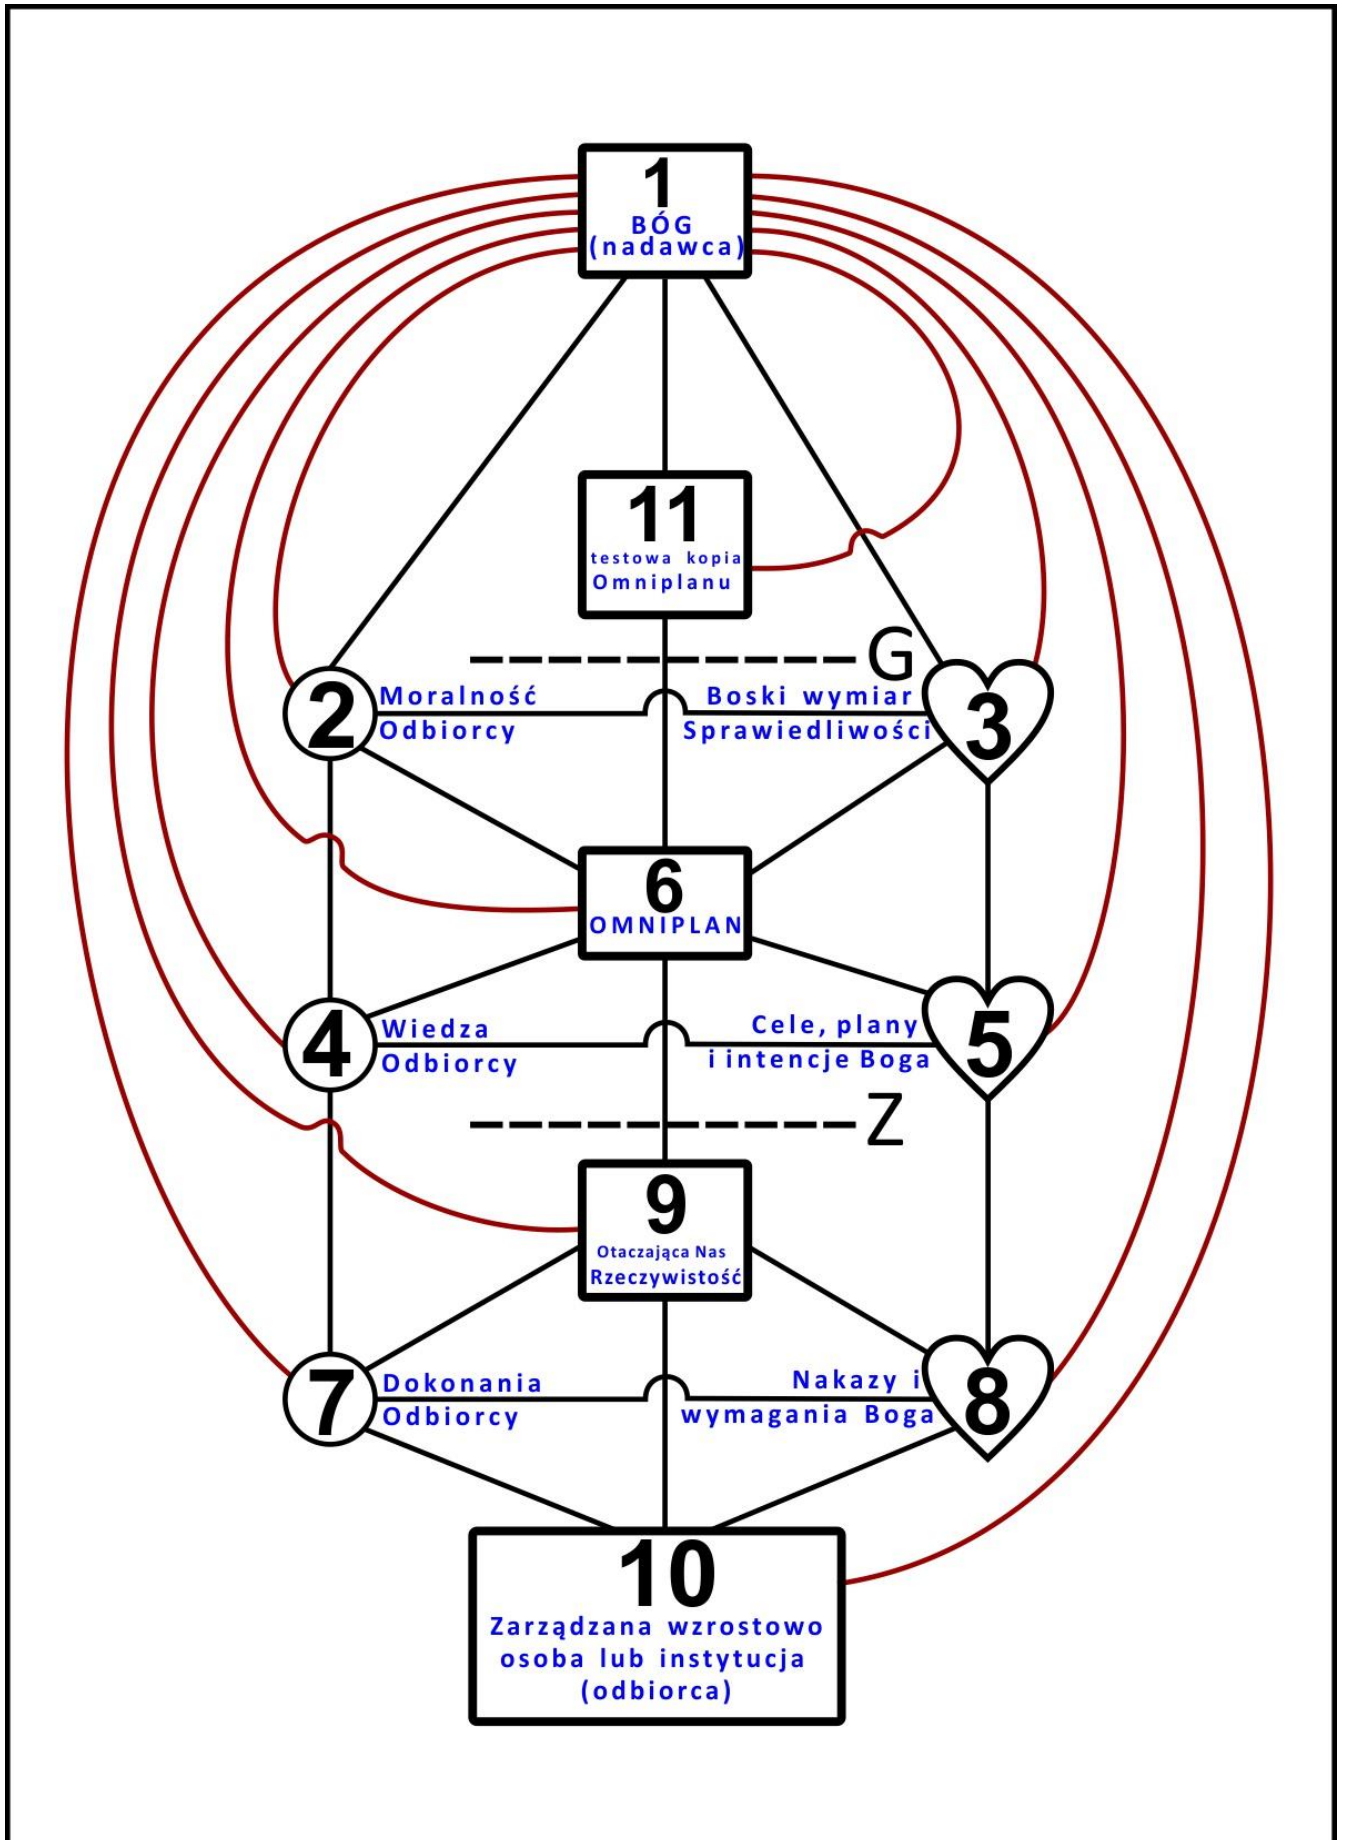 1
BÓG
(nadawca)
11
testowa kopia
Omniplanu
G
2
Moralność
Odbiorcy
Boski wymiar
Sprawiedliwości
3
6
OMNIPLAN
4
Wiedza
Odbiorcy
Cele, plany
i intencje Boga
5
Z
9
Otaczająca Nas
Rzeczywistość
7
Dokonania
Odbiorcy
Nakazy i
wymagania Boga
8
10
Zarządzana wzrostowo
osoba lub instytucja
(odbiorca)